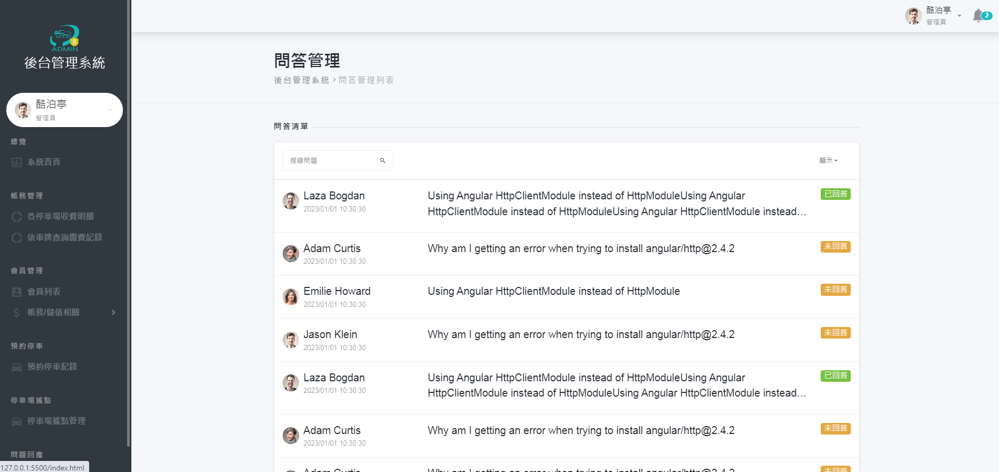 GOOD
ADMIN
後台管理系統
酷泊亭
管理員
總覽
系統首頁
帳務管理
各停車場收費明細
依車牌查詢繳費記錄
會員管理
會員列表
帳務/儲值相關
預約停車
預約停車紀錄
停車場據點
停車場據點管理
問題回應
127.0.0.1:5500/index.html
酷泊亭
管理員
2
問答管理
後台管理系統 > 問答管理列表
問答清單
搜尋問題
顯示
Laza Bogdan
2023/01/01 10:30:30
Using Angular HttpClientModule instead of HttpModuleUsing Angular
HttpClientModule instead of HttpModuleUsing Angular HttpClientModule instead...
已回答
Adam Curtis
2023/01/01 10:30:30
Why am I getting an error when trying to install angular/http@2.4.2
未回答
Emilie Howard
2023/01/01 10:30:30
Using Angular HttpClientModule instead of HttpModule
未回答
Jason Klein
2023/01/01 10:30:30
Why am I getting an error when trying to install angular/http@2.4.2
未回答
Laza Bogdan
2023/01/01 10:30:30
Using Angular HttpClientModule instead of HttpModuleUsing Angular
HttpClientModule instead of HttpModuleUsing Angular HttpClientModule instead...
已回答
Adam Curtis
2023/01/01 10:30:30
Why am I getting an error when trying to install angular/http@2.4.2
未回答
Adam Curtis
Why am I getting an error when trying to install angular/http@2.4.2
未回答